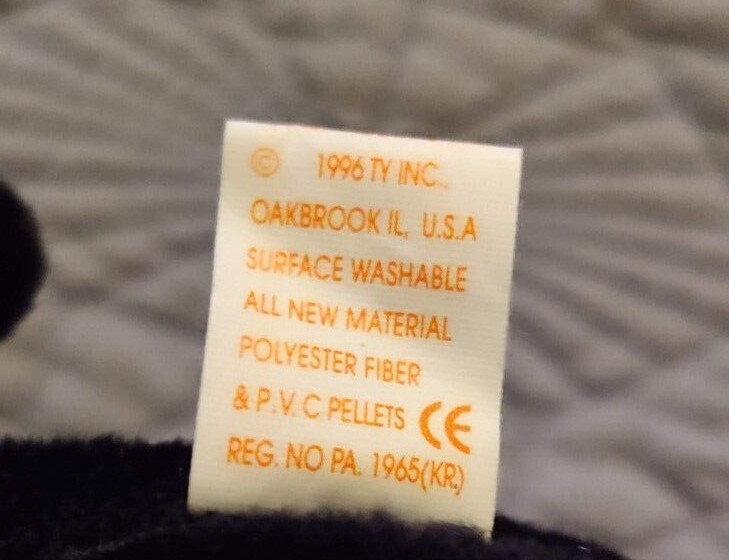 © 1996 TY INC.,
OAKBROOK IL, U.S.A
SURFACE WASHABLE
ALL NEW MATERIAL
POLYESTER FIBER
& P.V.C PELLETS CE
REG. NO PA. 1965(KR.)